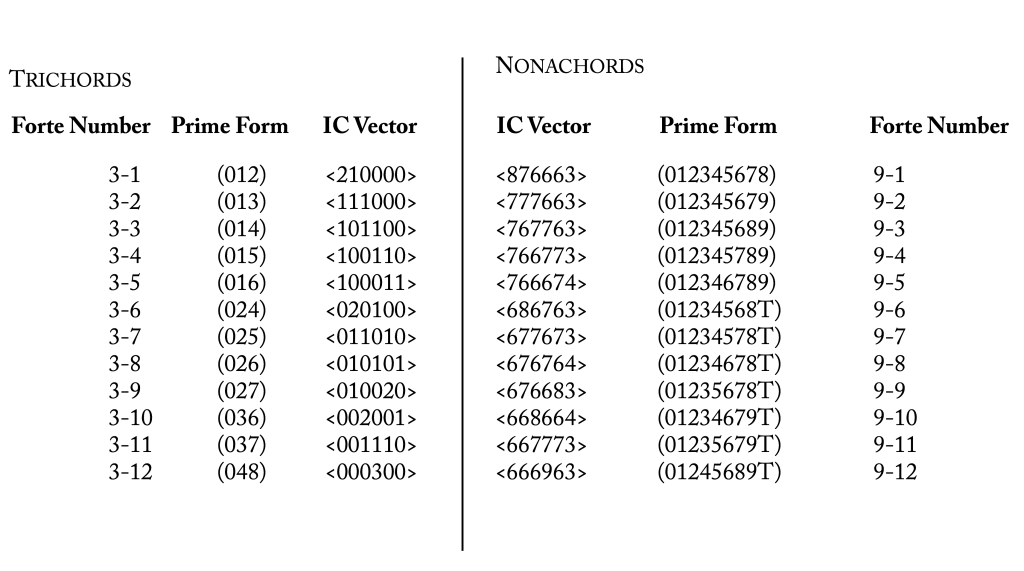 TRICHORDS
NONACHORDS
Forte Number Prime Form IC Vector IC Vector Prime Form Forte Number
3-1 (012) <210000> <876663> (012345678) 9-1
3-2 (013) <111000> <777663> (012345679) 9-2
3-3 (014) <101100> <767763> (012345689) 9-3
3-4 (015) <100110> <766773> (012345789) 9-4
3-5 (016) <100011> <766674> (012346789) 9-5
3-6 (024) <020100> <686763> (01234568T) 9-6
3-7 (025) <011010> <677673> (01234578T) 9-7
3-8 (026) <010101> <676764> (01234678T) 9-8
3-9 (027) <010020> <676683> (01235678T) 9-9
3-10 (036) <002001> <668664> (01234679T) 9-10
3-11 (037) <001110> <667773> (01235679T) 9-11
3-12 (048) <000300> <666963> (01245689T) 9-12